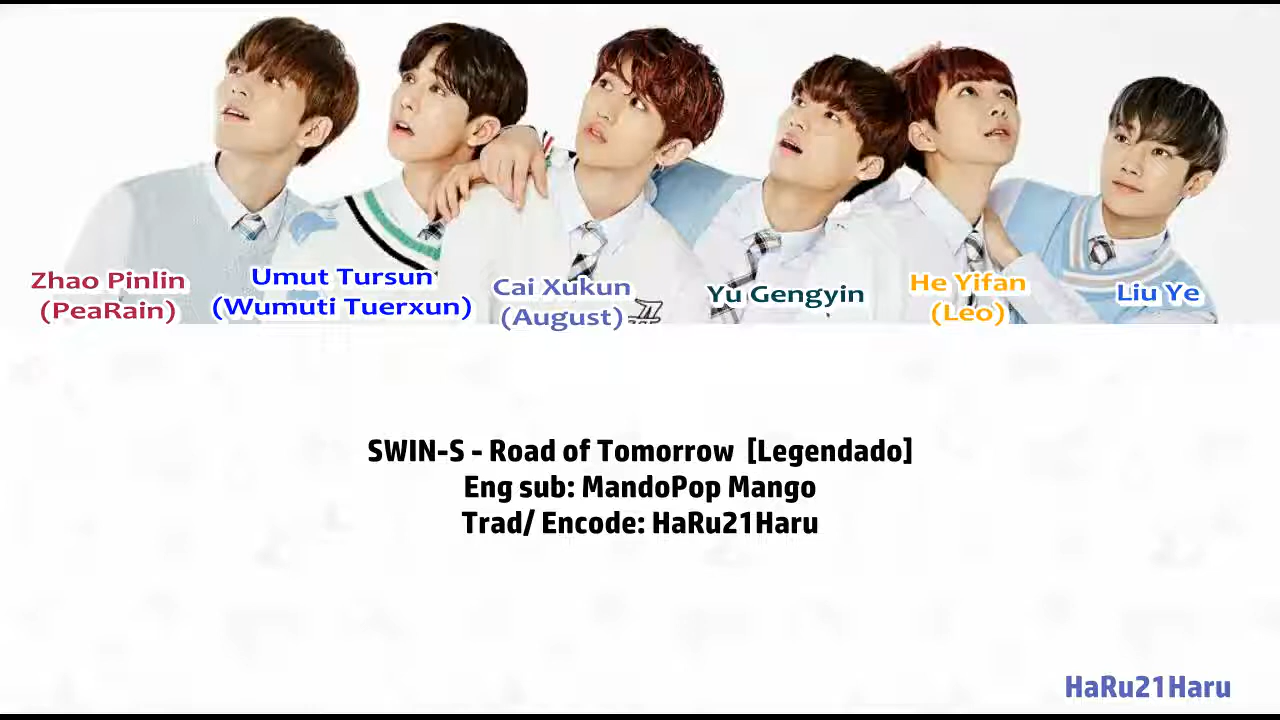 Zhao Pinlin
(PeaRain)
Umut Tursun
(Wumuti Tuerxun)
Cai Xukun
(August)
Yu Gengyin
He Yifan
(Leo)
Liu Ye
SWIN-S - Road of Tomorrow [Legendado]
Eng sub: MandoPop Mango
Trad/ Encode: HaRu21Haru
HaRu21Haru